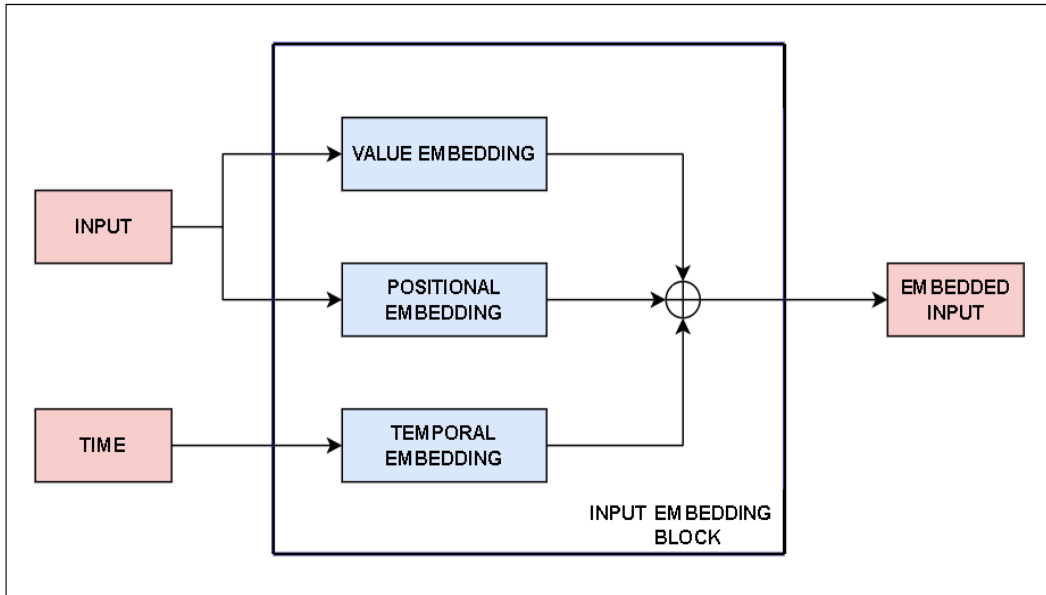 VALUE EMBEDDING
INPUT
POSITIONAL
EMBEDDING
EMBEDDED
INPUT
TIME
TEMPORAL
EMBEDDING
INPUT EMBEDDING
BLOCK